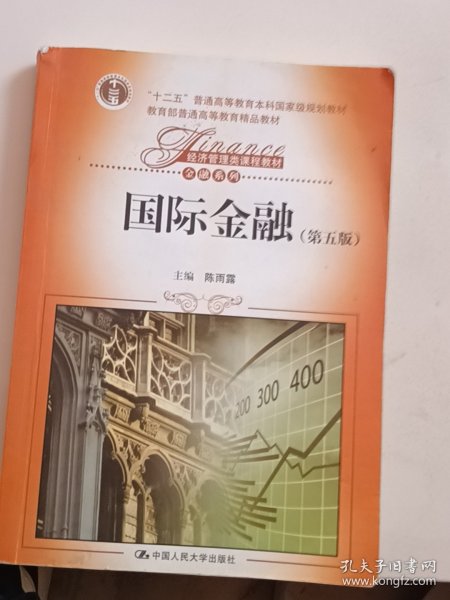 十二五
"十二五"普通高等教育本科国家级规划教材
教育部普通高等教育精品教材
Finance
经济管理类课程教材
金融系列
国际金融（第五版）
主编 陈雨露
200 300 400
中国人民大学出版社
孔夫子旧书网
https://www.kongfz.com